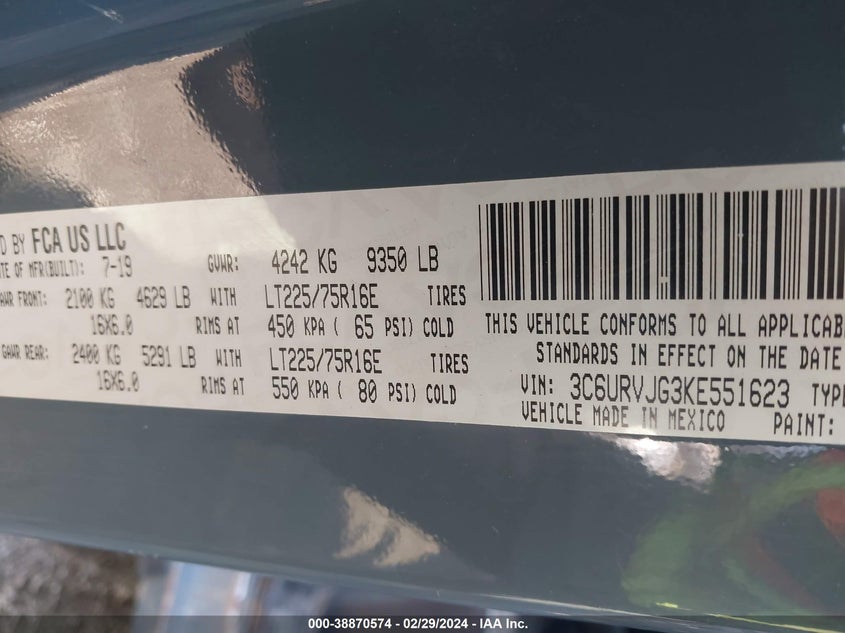 D BY FCA US LLC
ATE OF MFR(BUILT): 7-19 GVWR: 4242 KG 9350 LB
AWR FRONT: 2100 KG 4629 LB WITH LT225/75R16E TIRES
16X6.0 RIMS AT 450 KPA ( 65 PSI) COLD
GAWR REAR: 2400 KG 5291 LB WITH LT225/75R16E TIRES
16X6.0 RIMS AT 550 KPA ( 80 PSI) COLD
THIS VEHICLE CONFORMS TO ALL APPLICAB
STANDARDS IN EFFECT ON THE DATE
VIN: 3C6URVJG3KE551623 TYP
VEHICLE MADE IN MEXICO PAINT:
000-38870574 / 02/29/2024 - IAA Inc.